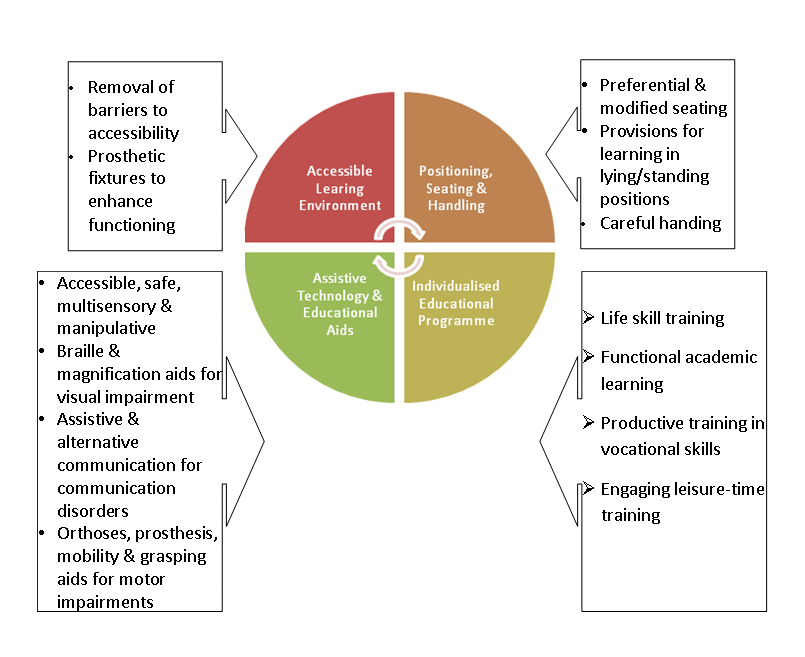 • Removal of
barriers to
accessibility
• Prosthetic
fixtures to
enhance
functioning
Accessible
Learing
Environment
Positioning,
Seating &
Handling
• Preferential &
modified seating
• Provisions for
learning in
lying/standing
positions
• Careful handing
• Accessible, safe,
multisensory &
manipulative
• Braille &
magnification aids for
visual impairment
• Assistive &
alternative
communication for
communication
disorders
• Orthoses, prosthesis,
mobility & grasping
aids for motor
impairments
Assistive
Technology &
Educational
Aids
Individualised
Educational
Programme
➢ Life skill training
➢ Functional academic
learning
➢ Productive training in
vocational skills
➢ Engaging leisure-time
training